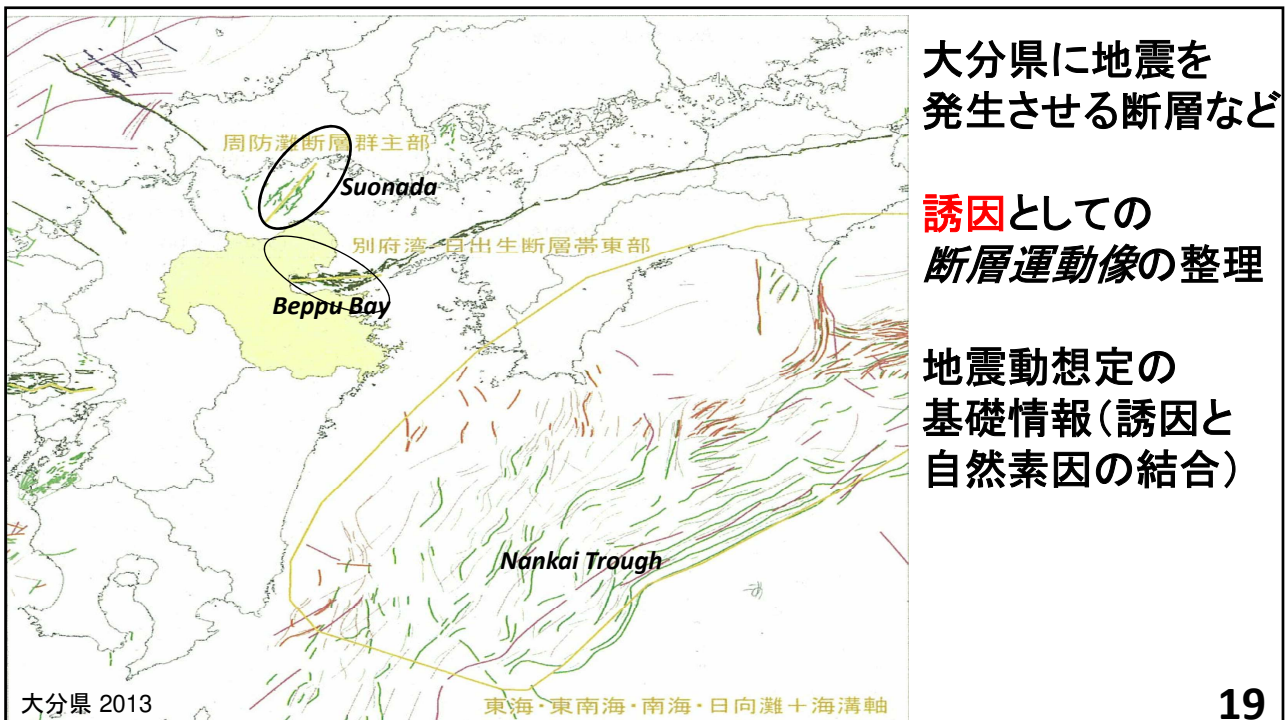 大分県に地震を
発生させる断層など
誘因としての
断層運動像の整理
地震動想定の
基礎情報(誘因と
自然素因の結合)
周防灘断層群主部
Suonada
別府湾-日出生断層帯東部
Beppu Bay
Nankai Trough
東海・東南海・南海・日向灘+海溝軸
大分県 2013
19